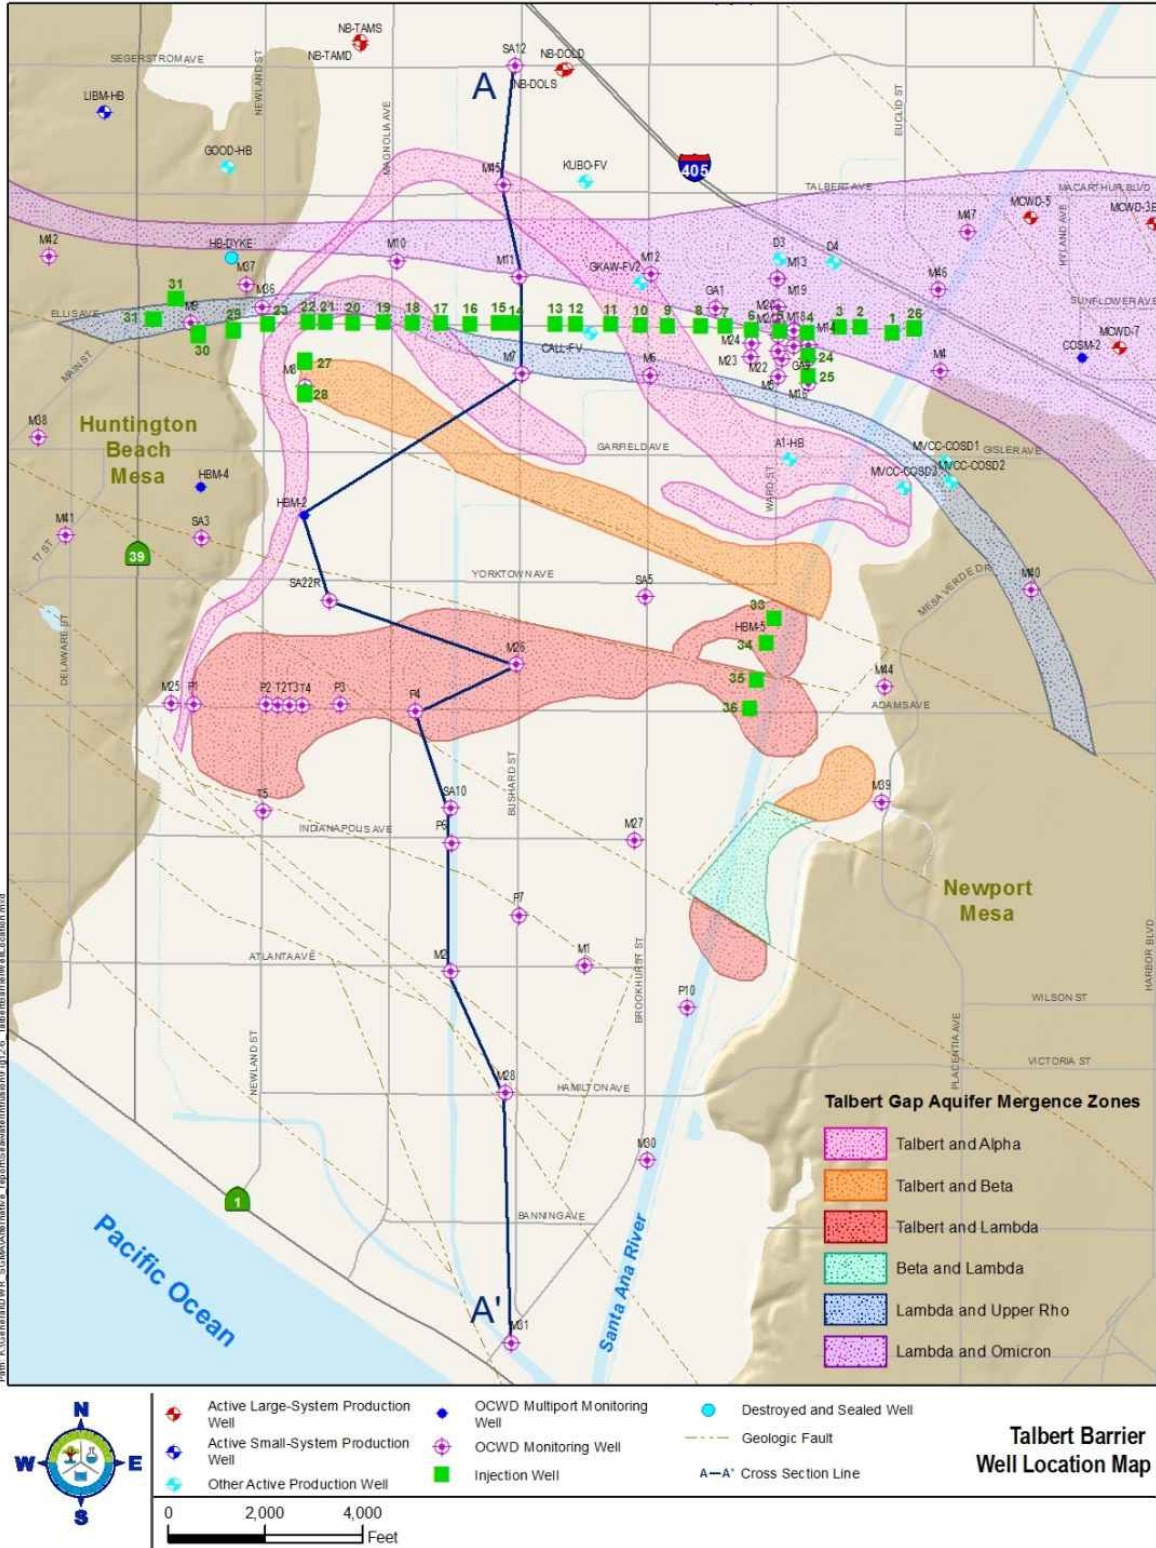 NB-TAMS
NB-TAMD
SEGERSTROM AVE
NEWLAND ST
SA12
NB-DOLD
NB-DOLS
A
LIBM-HB
MAGNOLIA AVE
EUCLID ST
GOOD-HB
KUBO-FV
M45
405
TALBERT AVE
MACARTHUR BLVD
MCWD-5
MCWD-3B
HYLAND AVE
M47
M42
HB-DYKE
M37
M10
M11
GKAW-FV2
M12
D3
D4
M13
M46
31
M36
GA1
M19
SUNFLOWER AVE
ELLIS AVE
31
M9
30
29
23
22
21
20
19
18
17
16
15
14
13
12
11
10
9
8
7
6
5
4
3
2
1
26
M14
CALL-FV
M24
M23
M22
GA9
24
25
MCWD-7
COSM-2
MAIN ST
27
M8
28
M7
M6
M16
M4
M38
Huntington
Beach
Mesa
GARFIELD AVE
A1-HB
MVCC-COSD1
GISLER AVE
MVCC-COSD3
MVCC-COSD2
WARD ST
HBM-4
HBM-2
M41
SA3
17 ST
39
YORKTOWN AVE
SA22R
SA5
MESA VERDE DR
M40
DELAWARE ST
33
HBM-5
34
M26
35
36
M44
ADAMS AVE
M25
P1
P2
T2
T3
T4
P3
P4
BUSHARD ST
T5
SA10
M39
INDIANAPOLIS AVE
P6
M27
Newport
Mesa
P7
HARBOR BLVD
ATLANTA AVE
M2
M1
BROOKHURST ST
P10
WILSON ST
PLACENTIA AVE
VICTORIA ST
NEWLAND ST
M28
HAMILTON AVE
M30
1
BANNING AVE
Pacific Ocean
Santa Ana River
A'
M31
Talbert Gap Aquifer Mergence Zones
Talbert and Alpha
Talbert and Beta
Talbert and Lambda
Beta and Lambda
Lambda and Upper Rho
Lambda and Omicron
N
W
E
S
Active Large-System Production
Well
Active Small-System Production
Well
Other Active Production Well
OCWD Multiport Monitoring
Well
OCWD Monitoring Well
Injection Well
Destroyed and Sealed Well
Geologic Fault
A—A' Cross Section Line
Talbert Barrier
Well Location Map
0 2,000 4,000
Feet